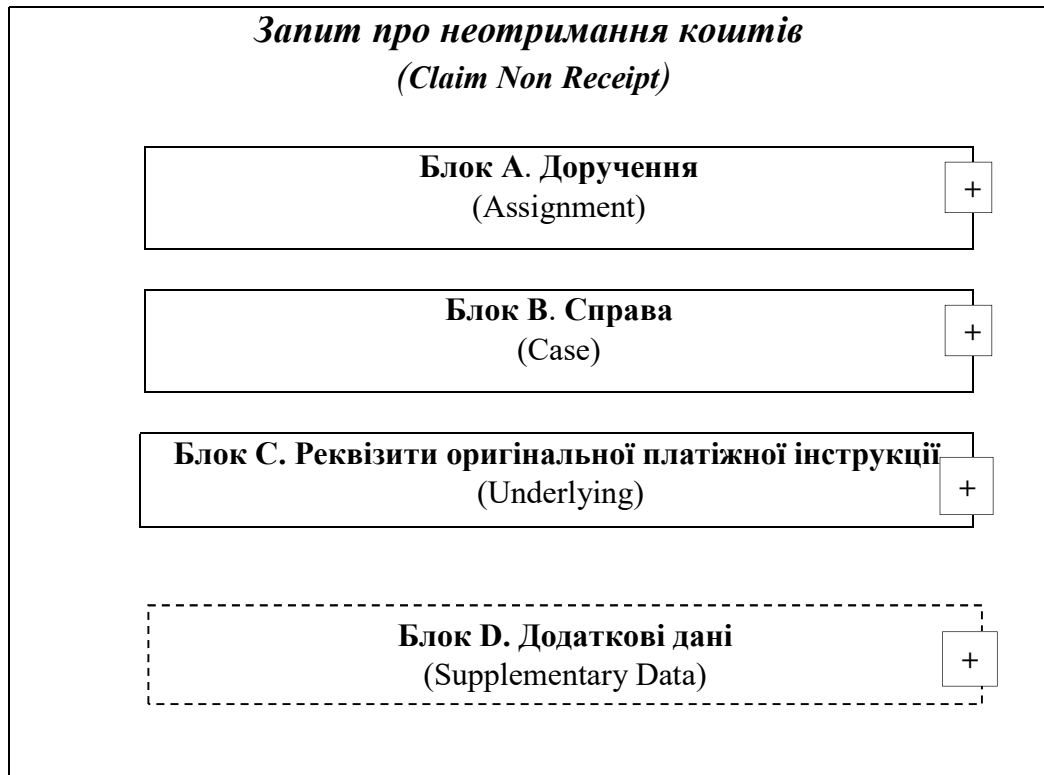 Запит про неотримання коштів
(Claim Non Receipt)
Блок А. Доручення
(Assignment)
+
Блок В. Справа
(Case)
+
Блок С. Реквізити оригінальної платіжної інструкції
(Underlying)
+
Блок D. Додаткові дані
(Supplementary Data)
+